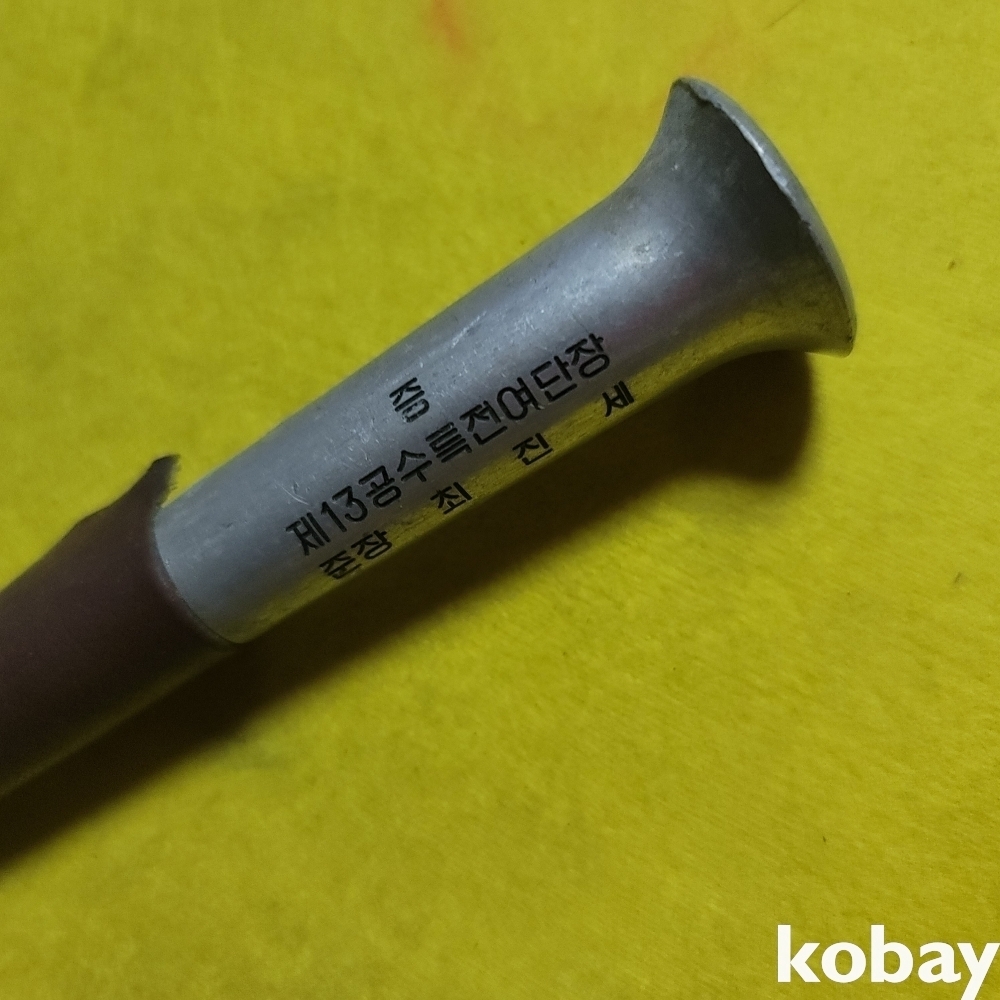 증
제13공수특전여단장
준장 최 진 세
kobay